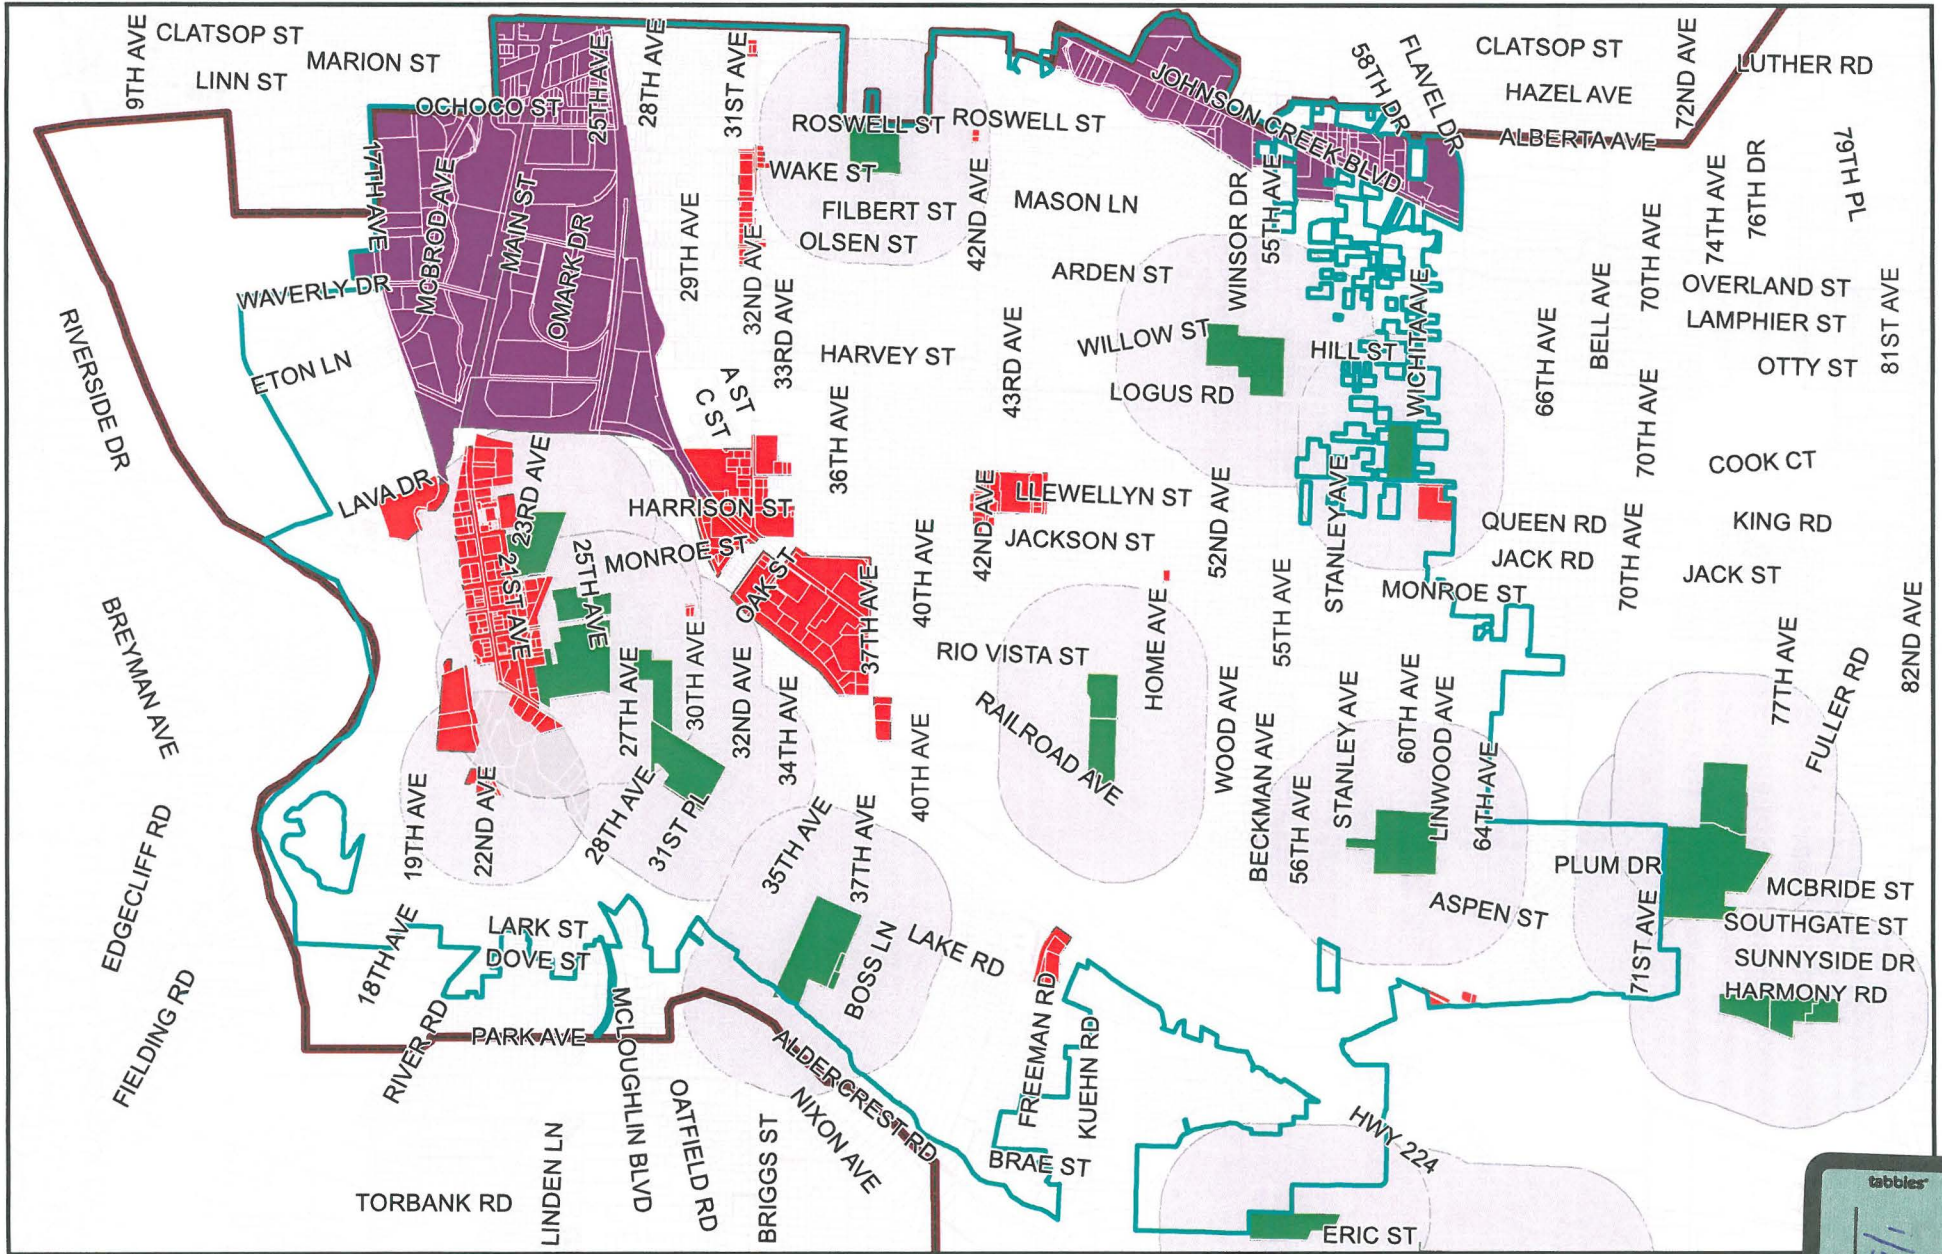 9TH AVE
CLATSOP ST
MARION ST
LINN ST
OCHOCO ST
25TH AVE
28TH AVE
31ST AVE
ROSWELL ST
ROSWELL ST
JOHNSON CREEK BLVD
58TH DR
FLAVEL DR
CLATSOP ST
HAZEL AVE
72ND AVE
LUTHER RD
ALBERTA AVE
17TH AVE
MCBROD AVE
MAIN ST
OMARK DR
29TH AVE
WAKE ST
FILBERT ST
OLSEN ST
32ND AVE
33RD AVE
42ND AVE
MASON LN
ARDEN ST
WINSOR DR
55TH AVE
WICHITA AVE
70TH AVE
74TH AVE
76TH DR
79TH PL
WAVERLY DR
OVERLAND ST
LAMPHIER ST
OTTY ST
81ST AVE
RIVERSIDE DR
ETON LN
A ST
C ST
HARVEY ST
36TH AVE
43RD AVE
WILLOW ST
LOGUS RD
HILL ST
66TH AVE
BELL AVE
70TH AVE
COOK CT
LAVA DR
23RD AVE
HARRISON ST
42ND AVE
LLEWELLYN ST
JACKSON ST
52ND AVE
STANLEY AVE
QUEEN RD
JACK RD
KING RD
70TH AVE
JACK ST
MONROE ST
21ST AVE
25TH AVE
MONROE ST
OAK ST
37TH AVE
40TH AVE
HOME AVE
55TH AVE
BREYMAN AVE
27TH AVE
30TH AVE
32ND AVE
34TH AVE
RIO VISTA ST
RAILROAD AVE
WOOD AVE
STANLEY AVE
60TH AVE
LINWOOD AVE
64TH AVE
77TH AVE
FULLER RD
82ND AVE
19TH AVE
22ND AVE
28TH AVE
31ST PL
35TH AVE
37TH AVE
40TH AVE
BECKMAN AVE
56TH AVE
PLUM DR
MCBRIDE ST
ASPEN ST
SOUTHGATE ST
71ST AVE
SUNNYSIDE DR
HARMONY RD
EDGECLIFF RD
18TH AVE
LARK ST
DOVE ST
BOSS LN
LAKE RD
FIELDING RD
RIVER RD
PARK AVE
MCLOUGHLIN BLVD
ALDERCREST RD
FREEMAN RD
KUEHN RD
OATFIELD RD
NIXON AVE
HWY 224
BRAE ST
TORBANK RD
LINDEN LN
BRIGGS ST
ERIC ST
tabbies